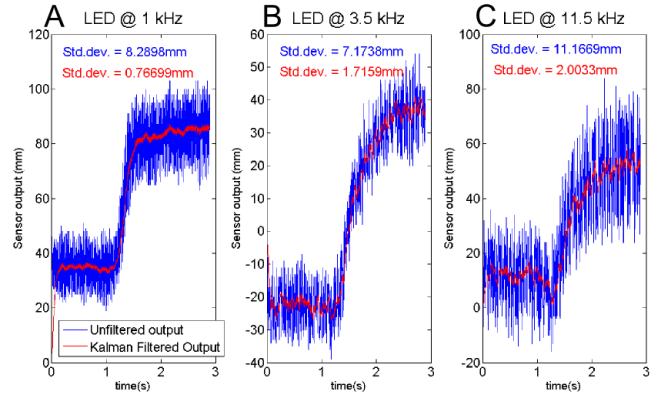 A LED @ 1 kHz
Std.dev. = 8.2898mm
Std.dev. = 0.76699mm
120
100
80
60
40
20
0
Sensor output (mm)
0 1 2 3
time(s)
Unfiltered output
Kalman Filtered Output
B LED @ 3.5 kHz
Std.dev. = 7.1738mm
Std.dev. = 1.7159mm
60
50
40
30
20
10
0
-10
-20
-30
-40
Sensor output (mm)
0 1 2 3
time(s)
C LED @ 11.5 kHz
Std.dev. = 11.1669mm
Std.dev. = 2.0033mm
100
80
60
40
20
0
-20
Sensor output (mm)
0 1 2 3
time(s)